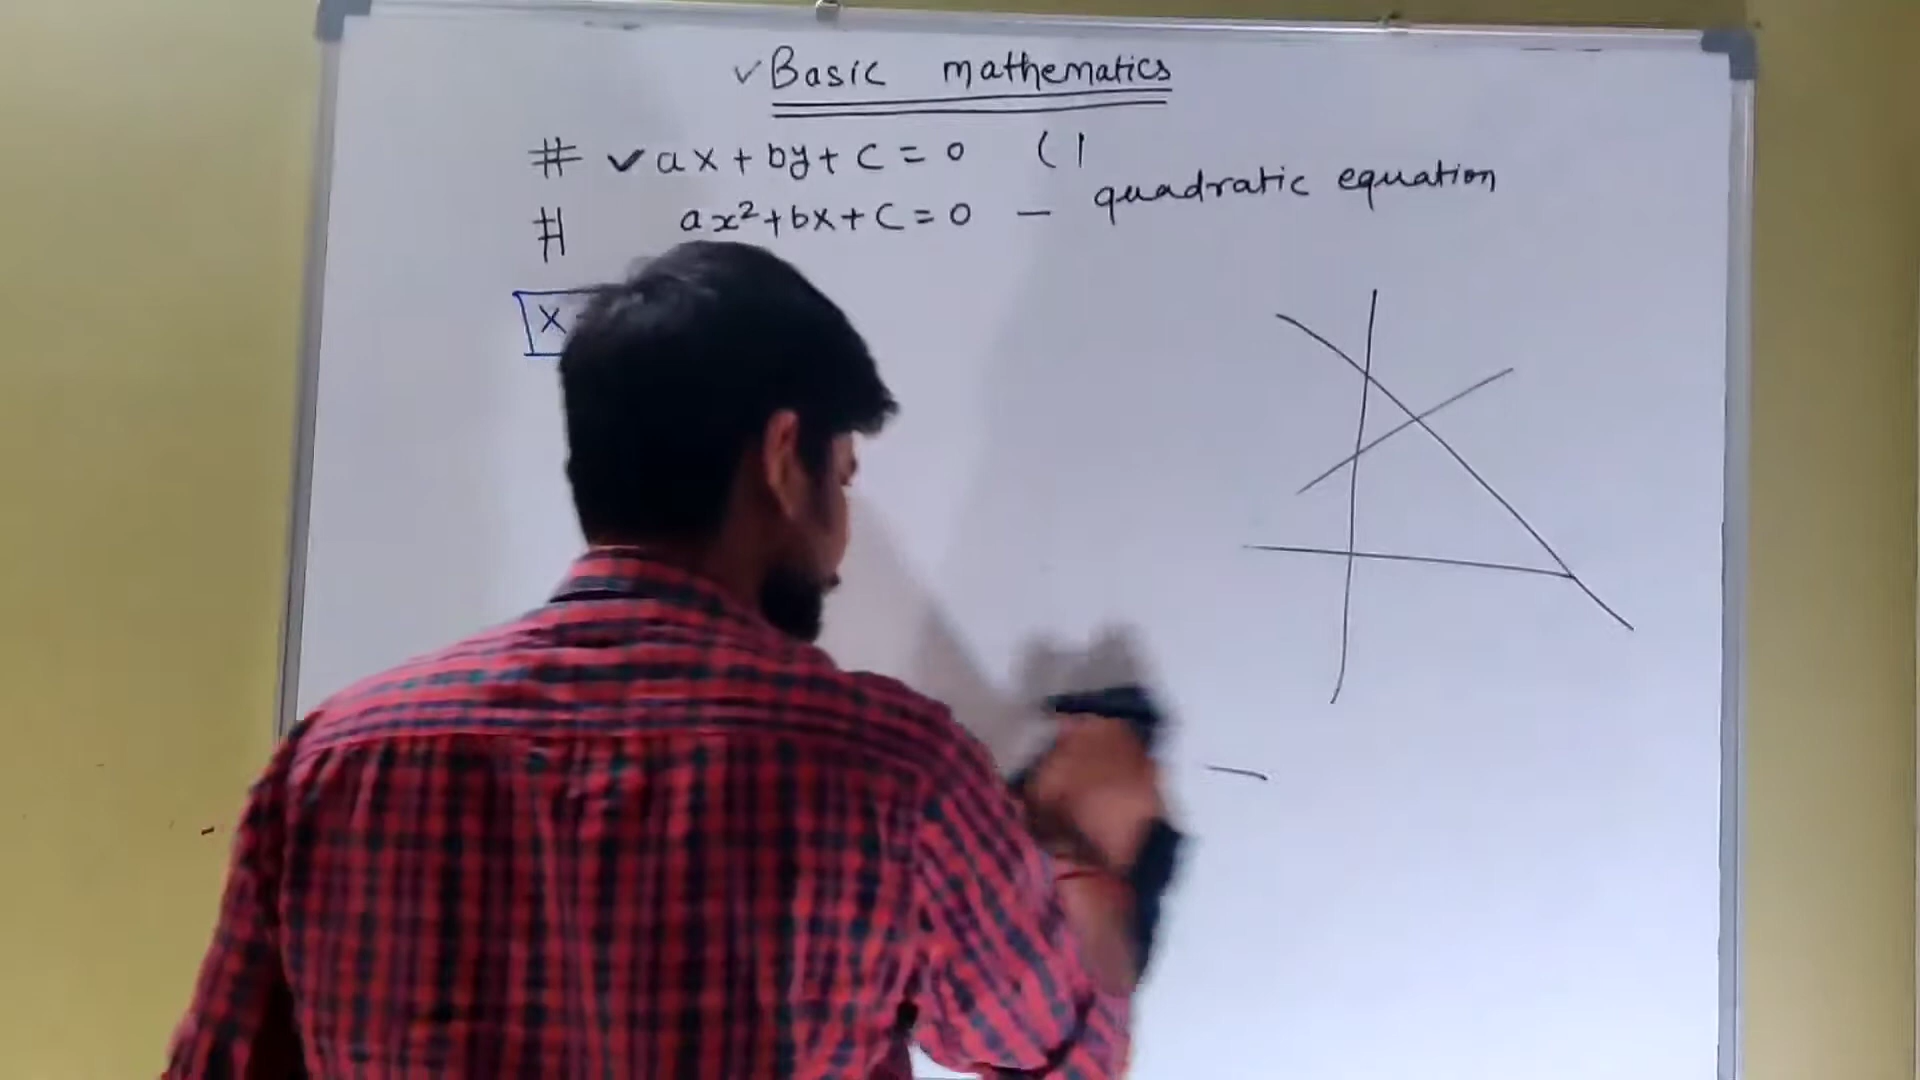 ✓Basic mathematics
# ✓ ax + by + c = 0 (1
# ax² + bx + c = 0 — quadratic equation
x